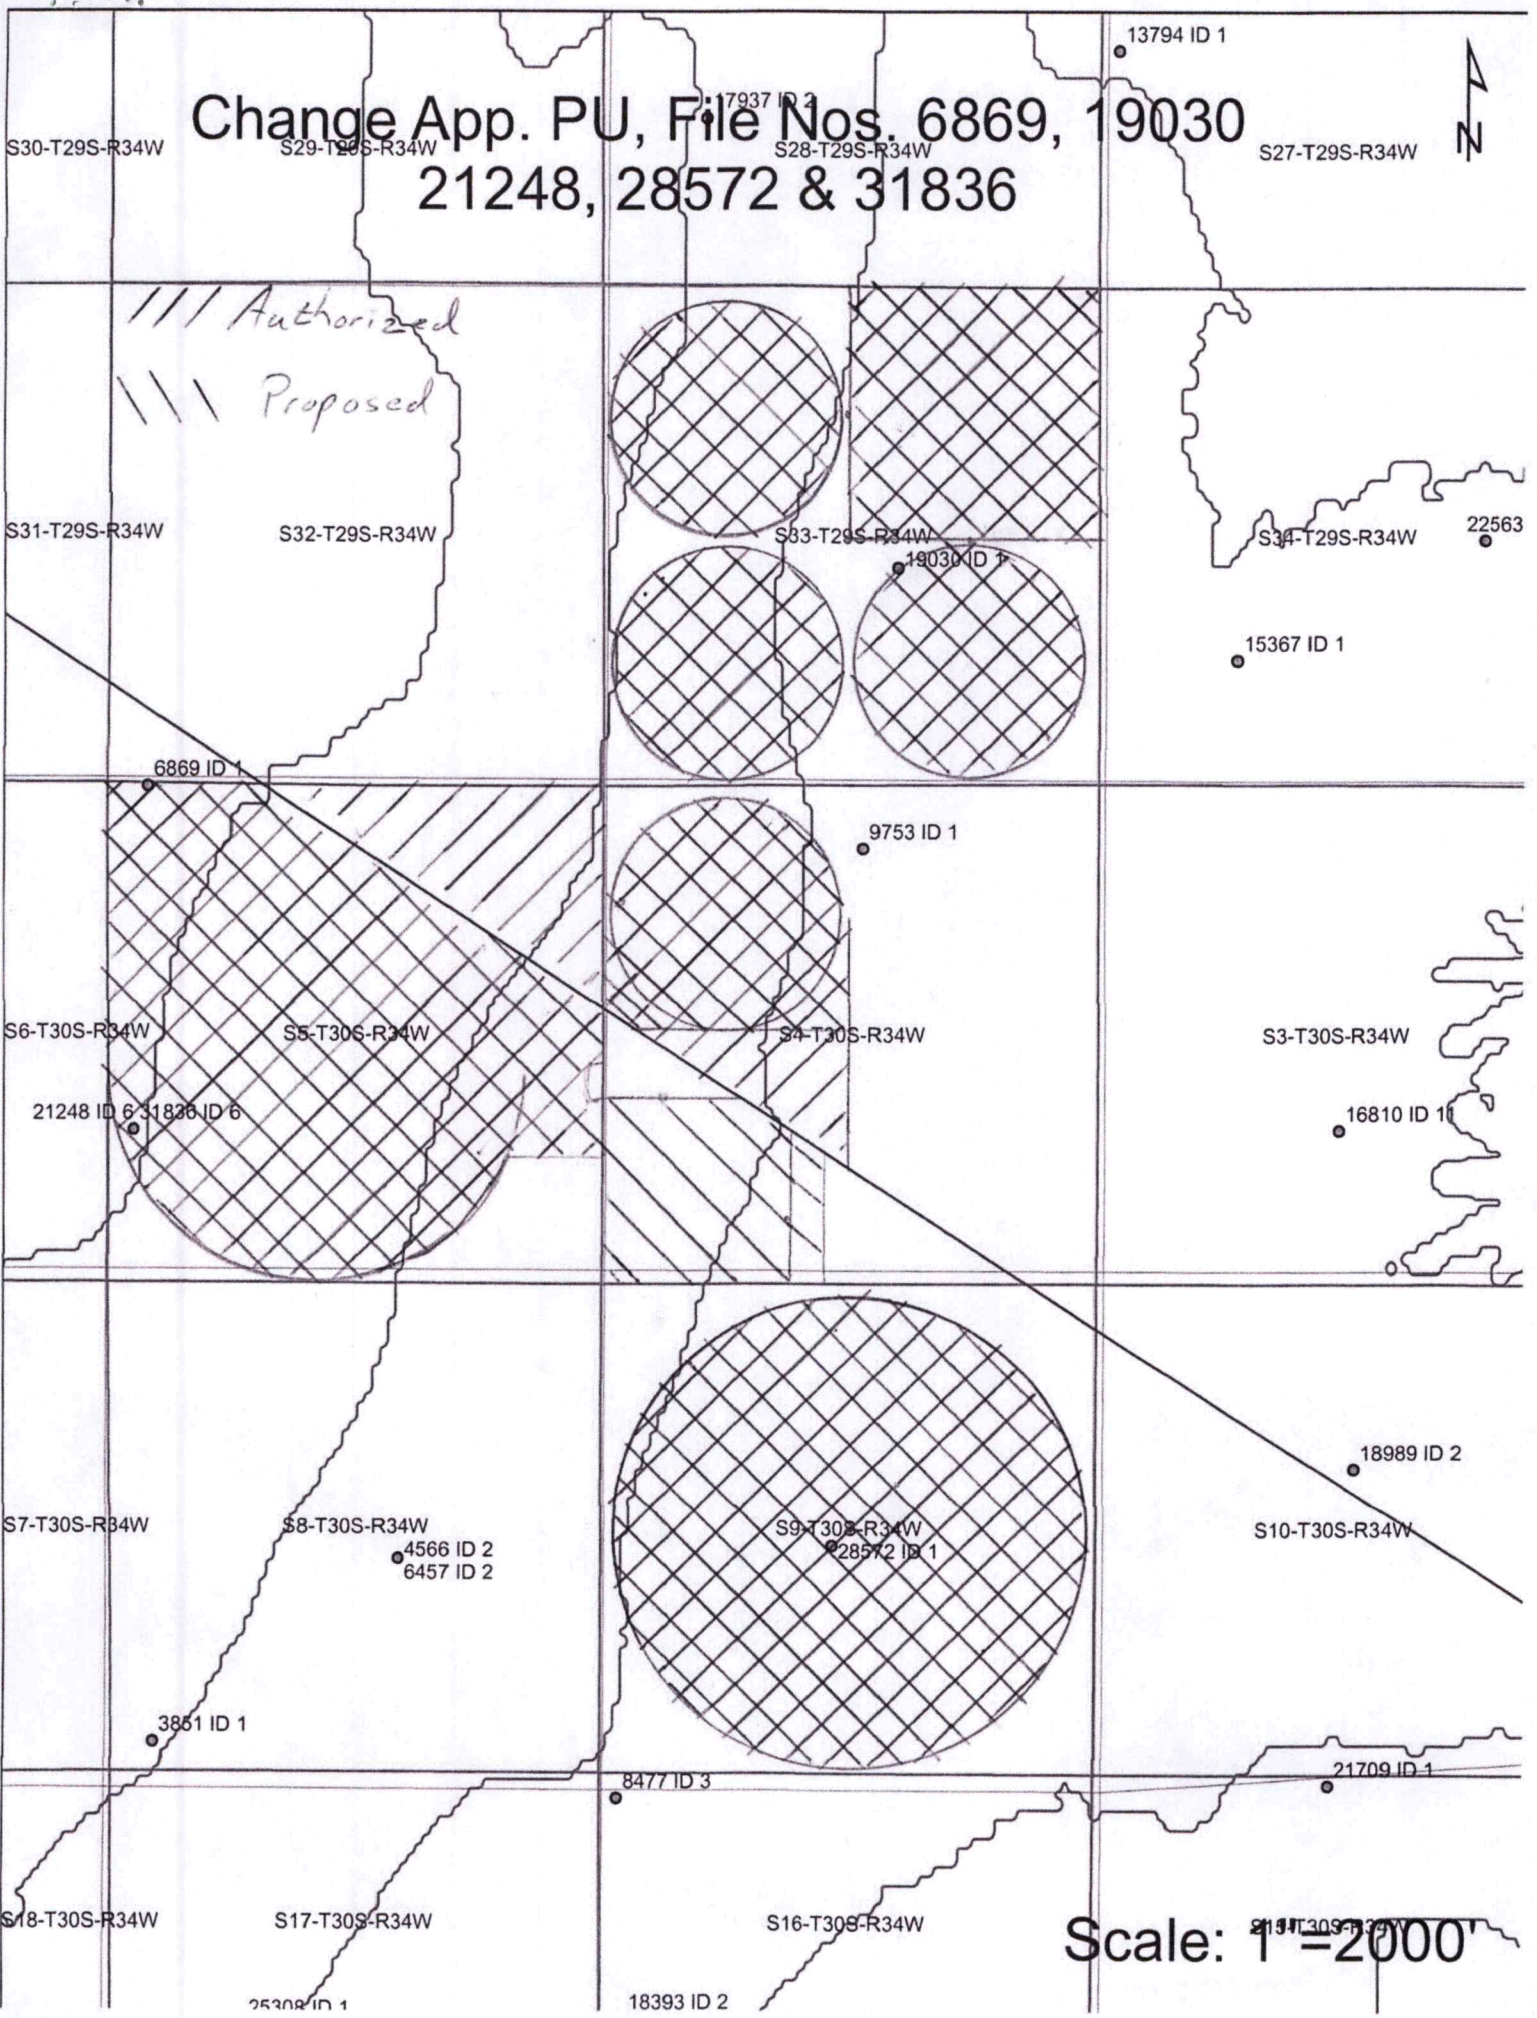 13794 ID 1
17937 ID 2
Change App. PU, File Nos. 6869, 19030
S30-T29S-R34W
S29-T29S-R34W
S28-T29S-R34W
S27-T29S-R34W
N
21248, 28572 & 31836
Authorized
Proposed
S31-T29S-R34W
S32-T29S-R34W
S33-T29S-R34W
S34-T29S-R34W
22563
19030 ID 1
15367 ID 1
6869 ID 1
9753 ID 1
S6-T30S-R34W
S5-T30S-R34W
S4-T30S-R34W
S3-T30S-R34W
21248 ID 6 31836 ID 6
16810 ID 11
18989 ID 2
S7-T30S-R34W
S8-T30S-R34W
S9-T30S-R34W
S10-T30S-R34W
4566 ID 2
28572 ID 1
6457 ID 2
3851 ID 1
8477 ID 3
21709 ID 1
S18-T30S-R34W
S17-T30S-R34W
S16-T30S-R34W
S15-T30S-R34W
Scale: 1"=2000'
25308 ID 1
18393 ID 2